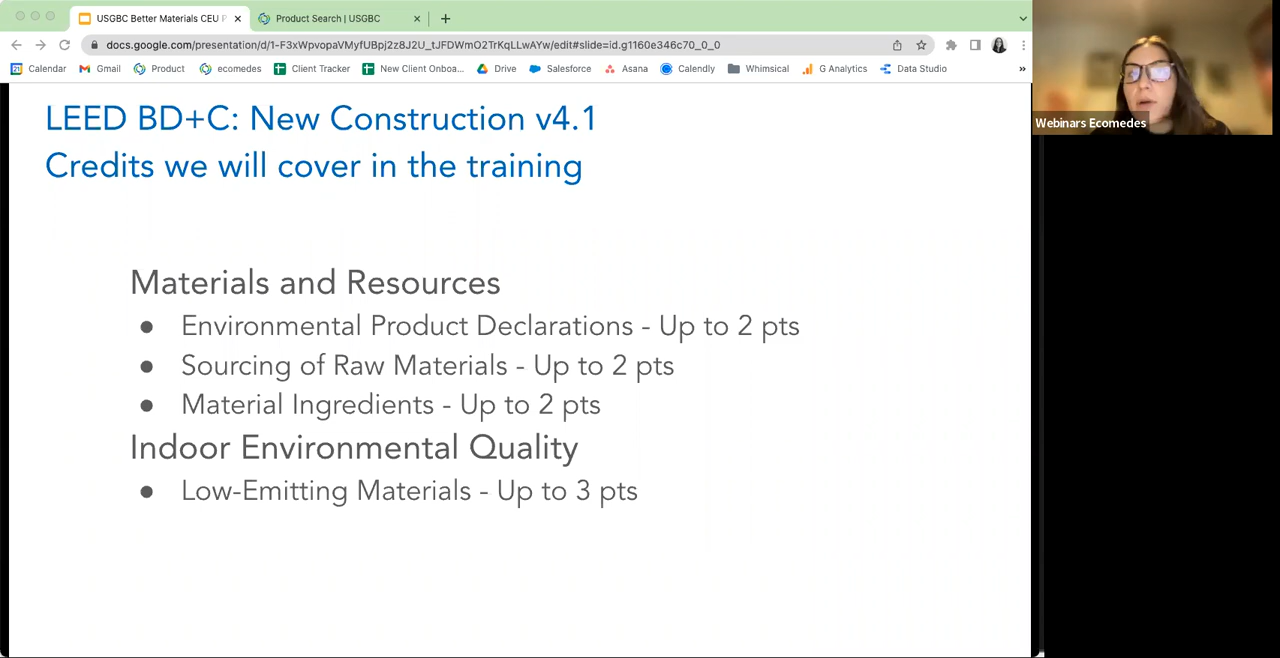 USGBC Better Materials CEU P
Product Search | USGBC
docs.google.com/presentation/d/1-F3xWpvopaVMyfUBpj2z8J2U_tJFDWmO2TrKqLLwAYw/edit#slide=id.g1160e346c70_0_0
21 Calendar Gmail Product ecomedes Client Tracker New Client Onboa... Drive Salesforce Asana Calendly Whimsical G Analytics Data Studio »
Webinars Ecomedes
LEED BD+C: New Construction v4.1
Credits we will cover in the training
Materials and Resources
● Environmental Product Declarations - Up to 2 pts
● Sourcing of Raw Materials - Up to 2 pts
● Material Ingredients - Up to 2 pts
Indoor Environmental Quality
● Low-Emitting Materials - Up to 3 pts